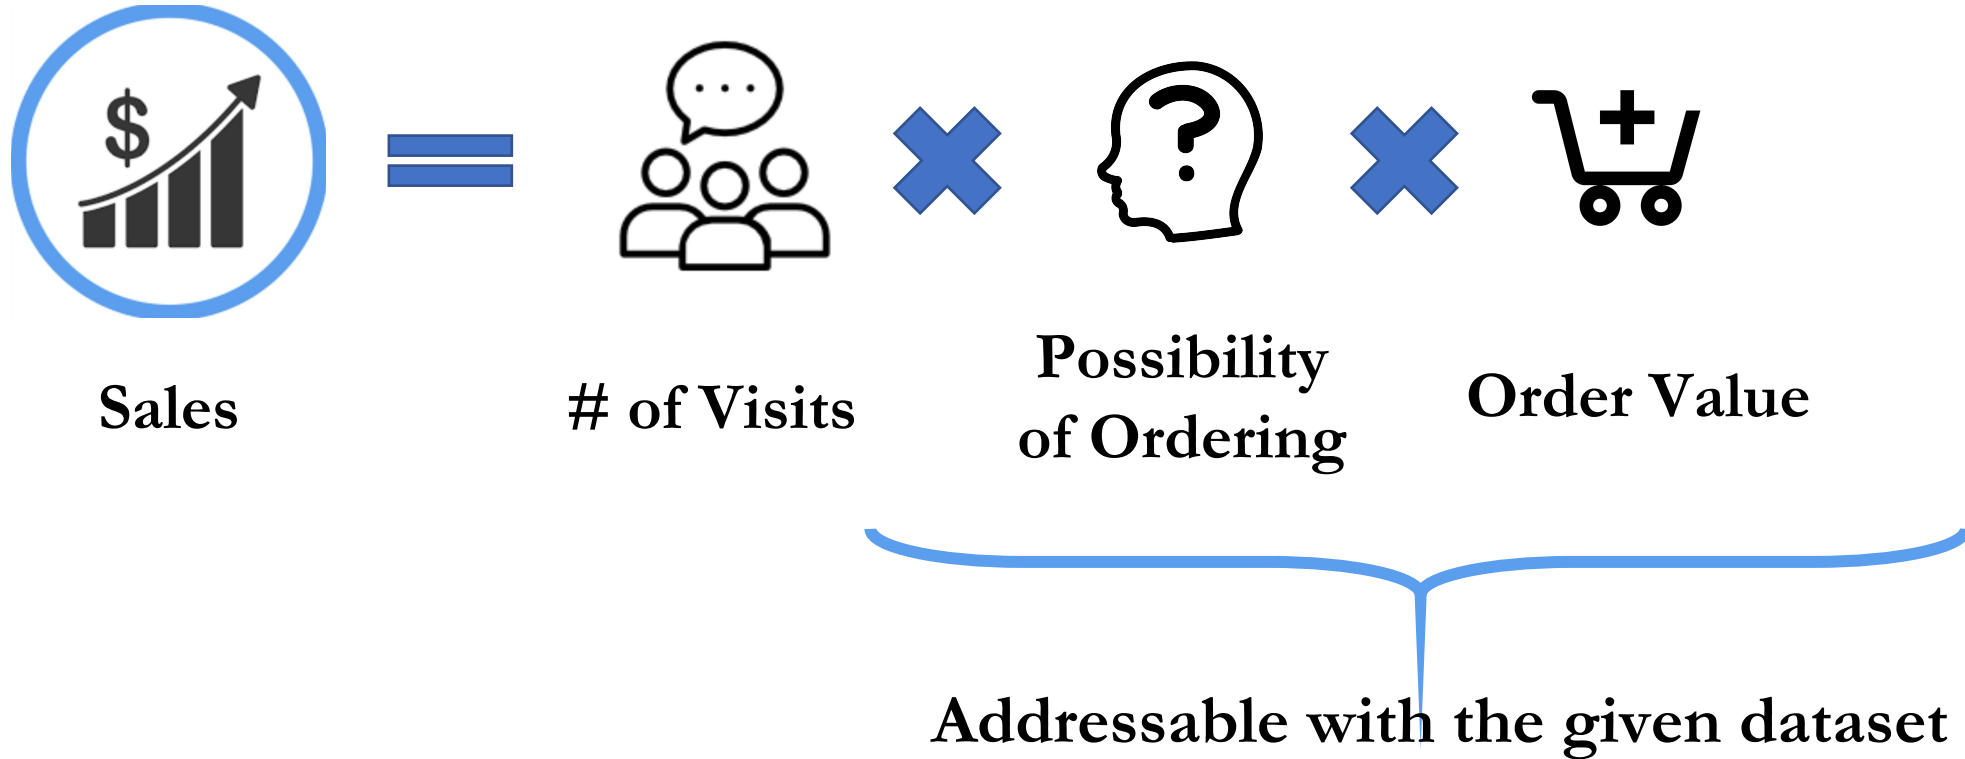 $
Sales
# of Visits
?
Possibility
of Ordering
Order Value
Addressable with the given dataset